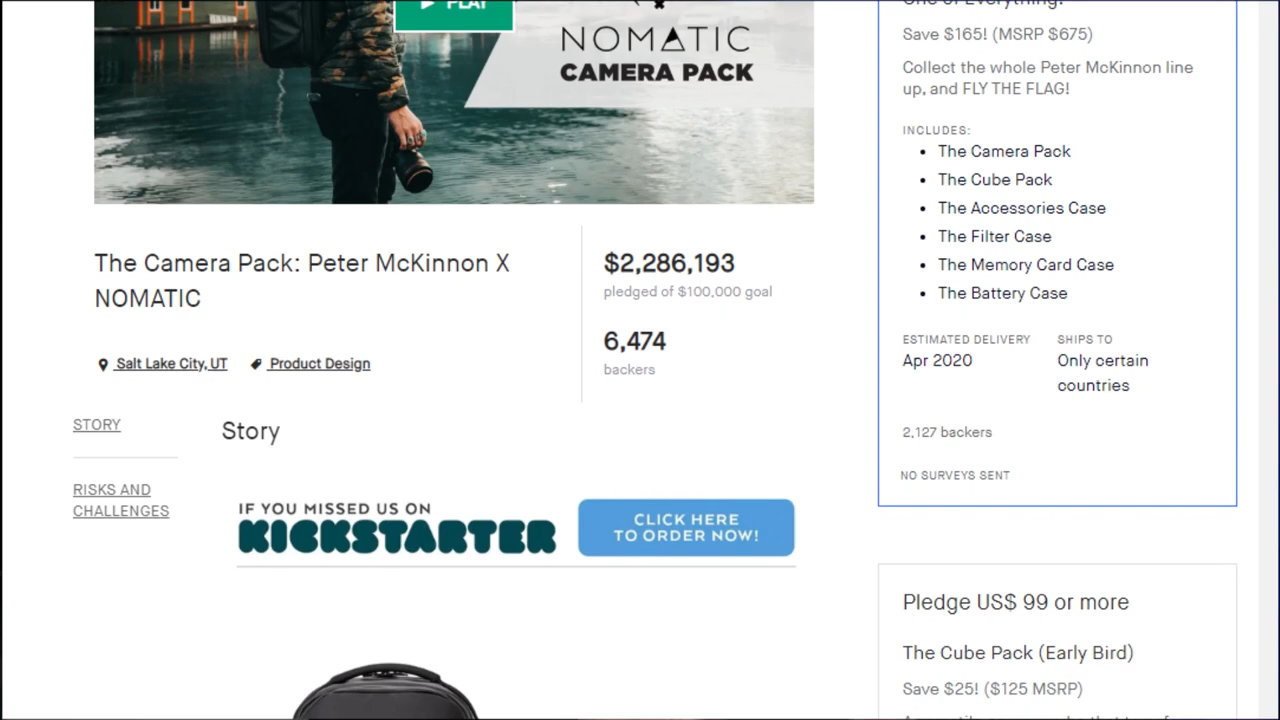 PLAY
NOMATIC
CAMERA PACK
The Camera Pack: Peter McKinnon X
NOMATIC
Salt Lake City, UT
Product Design
$2,286,193
pledged of $100,000 goal
6,474
backers
STORY
RISKS AND
CHALLENGES
Story
IF YOU MISSED US ON
KICKSTARTER
CLICK HERE
TO ORDER NOW!
One of Everything!
Save $165! (MSRP $675)
Collect the whole Peter McKinnon line
up, and FLY THE FLAG!
INCLUDES:
• The Camera Pack
• The Cube Pack
• The Accessories Case
• The Filter Case
• The Memory Card Case
• The Battery Case
ESTIMATED DELIVERY
Apr 2020
SHIPS TO
Only certain
countries
2,127 backers
NO SURVEYS SENT
Pledge US$ 99 or more
The Cube Pack (Early Bird)
Save $25! ($125 MSRP)